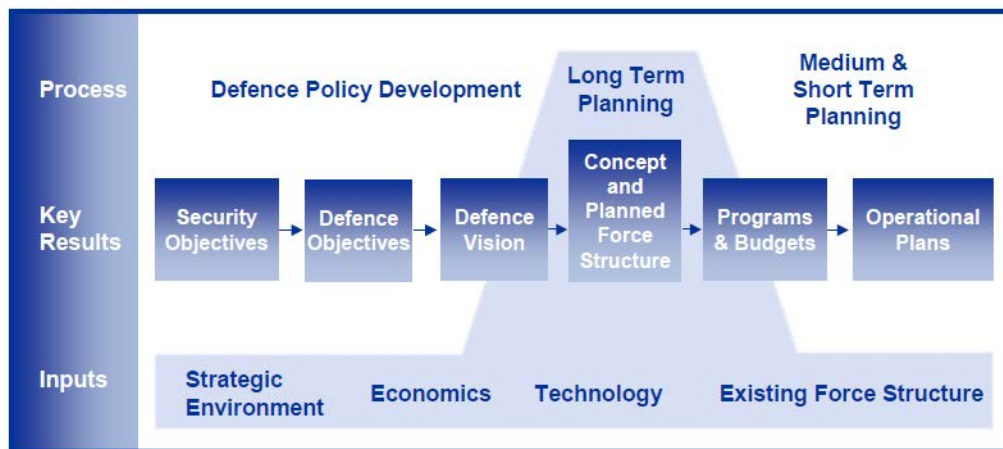 Process
Defence Policy Development
Long Term
Planning
Medium &
Short Term
Planning
Key
Results
Security
Objectives
Defence
Objectives
Defence
Vision
Concept
and
Planned
Force
Structure
Programs
& Budgets
Operational
Plans
Inputs
Strategic
Environment
Economics
Technology
Existing Force Structure